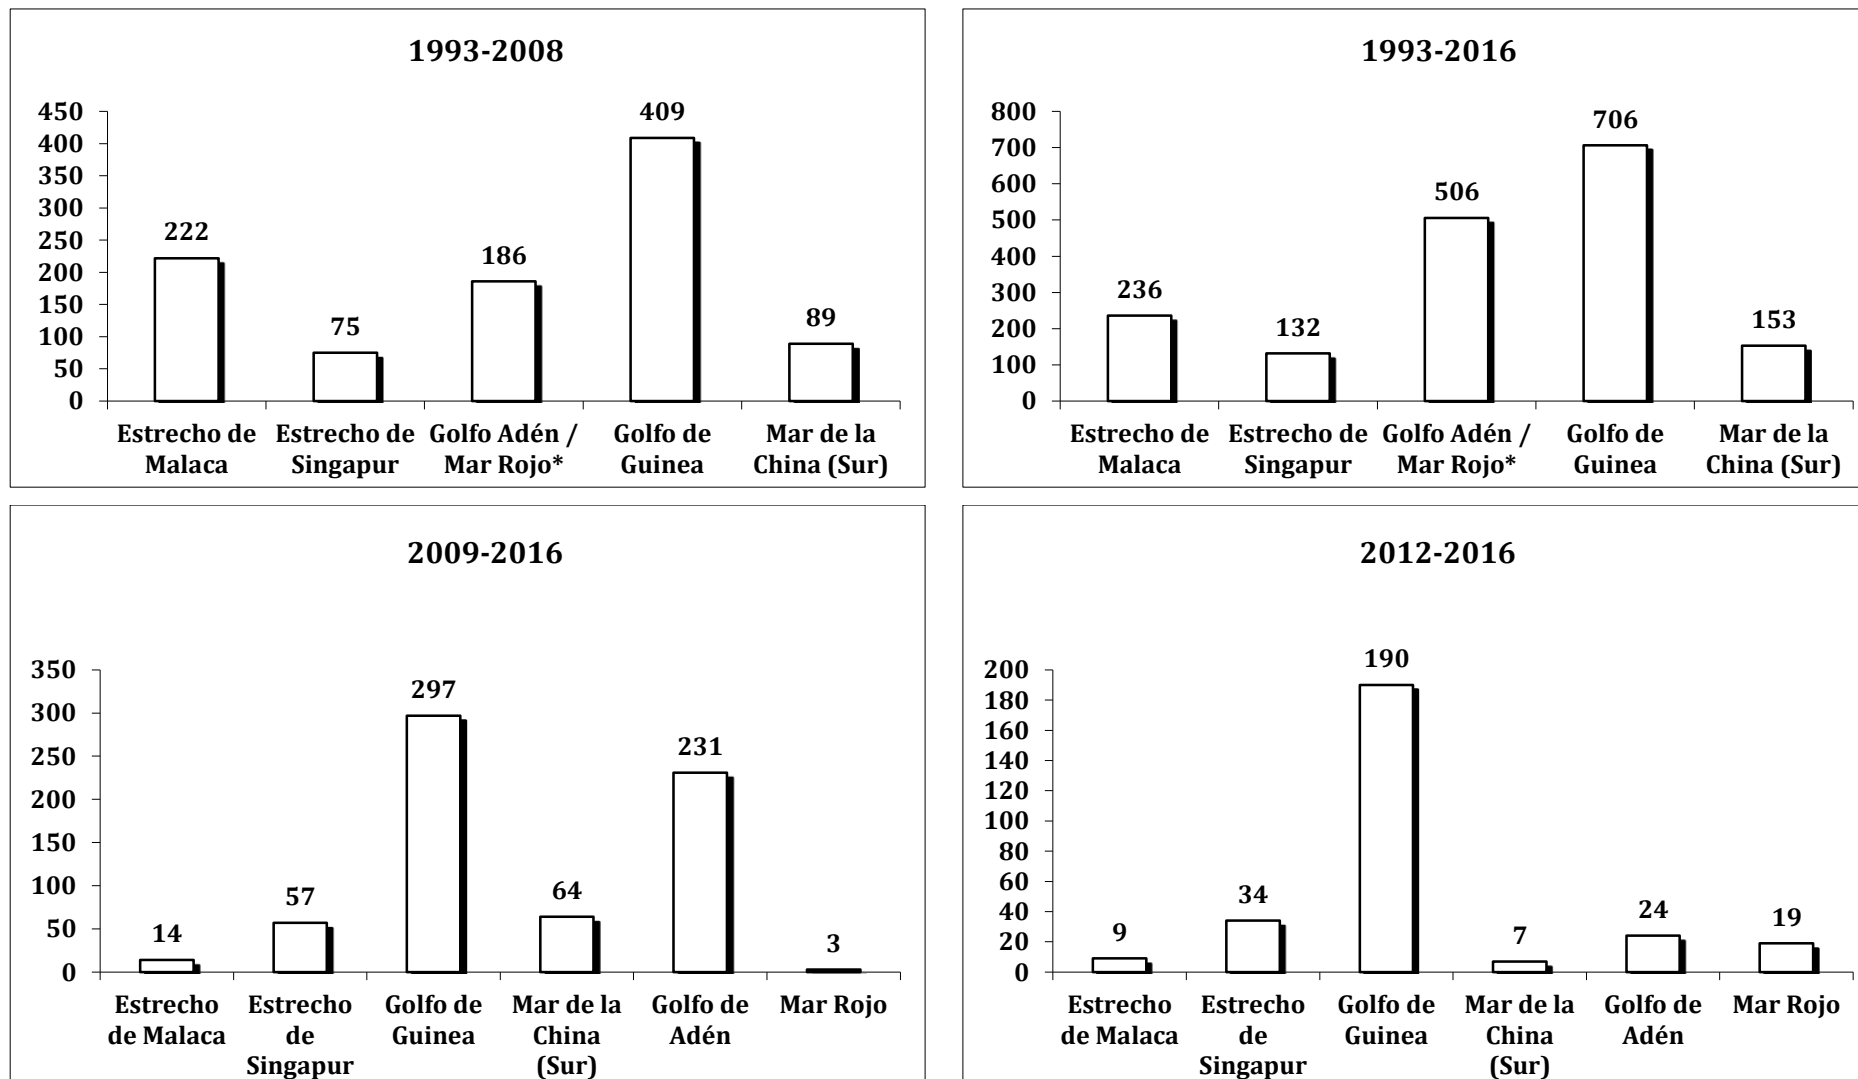 1993-2008
450
400
350
300
250
200
150
100
50
0
222
75
186
409
89
Estrecho de
Malaca
Estrecho de
Singapur
Golfo Adén /
Mar Rojo*
Golfo de
Guinea
Mar de la
China (Sur)
1993-2016
800
700
600
500
400
300
200
100
0
236
132
506
706
153
Estrecho de
Malaca
Estrecho de
Singapur
Golfo Adén /
Mar Rojo*
Golfo de
Guinea
Mar de la
China (Sur)
2009-2016
350
300
250
200
150
100
50
0
14
57
297
64
231
3
Estrecho
de Malaca
Estrecho
de
Singapur
Golfo de
Guinea
Mar de la
China
(Sur)
Golfo de
Adén
Mar Rojo
2012-2016
200
180
160
140
120
100
80
60
40
20
0
9
34
190
7
24
19
Estrecho
de Malaca
Estrecho
de
Singapur
Golfo de
Guinea
Mar de la
China
(Sur)
Golfo de
Adén
Mar Rojo